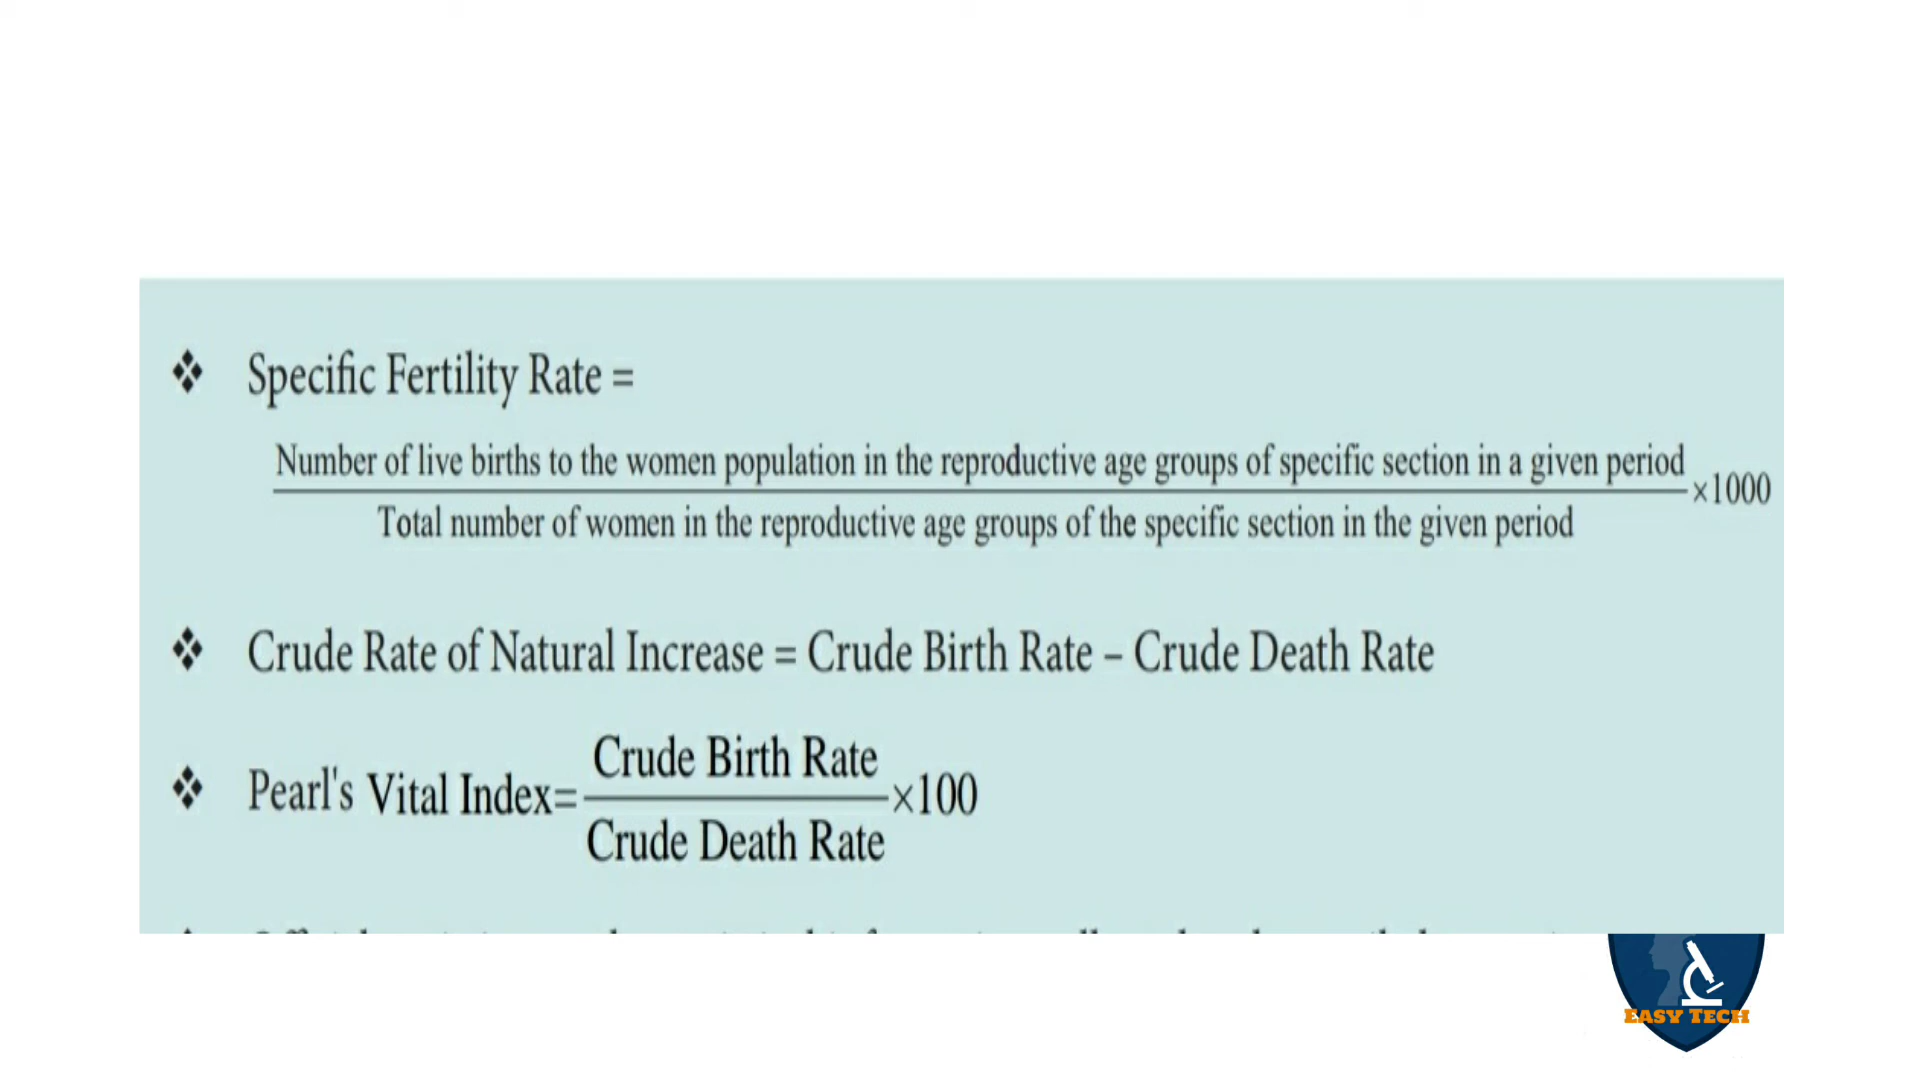 ❖ Specific Fertility Rate =
Number of live births to the women population in the reproductive age groups of specific section in a given period
×1000
Total number of women in the reproductive age groups of the specific section in the given period
❖ Crude Rate of Natural Increase = Crude Birth Rate – Crude Death Rate
Crude Birth Rate
❖ Pearl's Vital Index= ×100
Crude Death Rate
EASY TECH